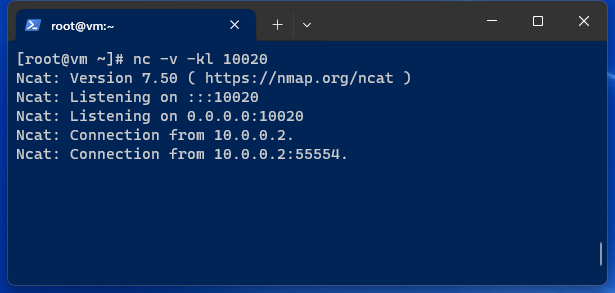 root@vm:~
[root@vm ~]# nc -v -kl 10020
Ncat: Version 7.50 ( https://nmap.org/ncat )
Ncat: Listening on :::10020
Ncat: Listening on 0.0.0.0:10020
Ncat: Connection from 10.0.0.2.
Ncat: Connection from 10.0.0.2:55554.